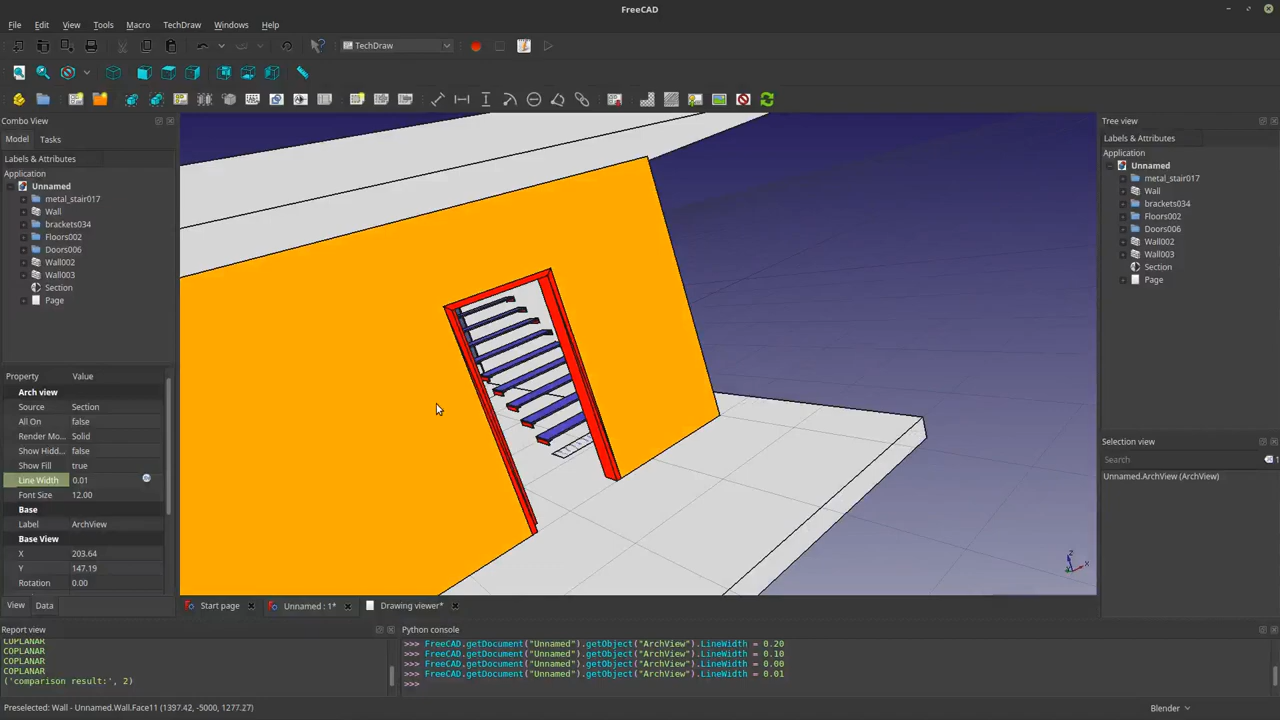 FreeCAD
File Edit View Tools Macro TechDraw Windows Help
TechDraw
Combo View
Model Tasks
Labels & Attributes
Application
Unnamed
metal_stair017
Wall
brackets034
Floors002
Doors006
Wall002
Wall003
Section
Page
Property Value
Arch view
Source Section
All On false
Render Mo... Solid
Show Hidd... false
Show Fill true
Line Width 0.01
Font Size 12.00
Base
Label ArchView
Base View
X 203.64
Y 147.19
Rotation 0.00
View Data
Start page Unnamed : 1* Drawing viewer*
Tree view
Labels & Attributes
Application
Unnamed
metal_stair017
Wall
brackets034
Floors002
Doors006
Wall002
Wall003
Section
Page
Selection view
Search 1
Unnamed.ArchView (ArchView)
Report view
COPLANAR
COPLANAR
COPLANAR
COPLANAR
('comparison result:', 2)
Python console
>>> FreeCAD.getDocument("Unnamed").getObject("ArchView").LineWidth = 0.20
>>> FreeCAD.getDocument("Unnamed").getObject("ArchView").LineWidth = 0.10
>>> FreeCAD.getDocument("Unnamed").getObject("ArchView").LineWidth = 0.00
>>> FreeCAD.getDocument("Unnamed").getObject("ArchView").LineWidth = 0.01
>>>
Preselected: Wall - Unnamed.Wall.Face11 (1397.42, -5000, 1277.27)
Blender